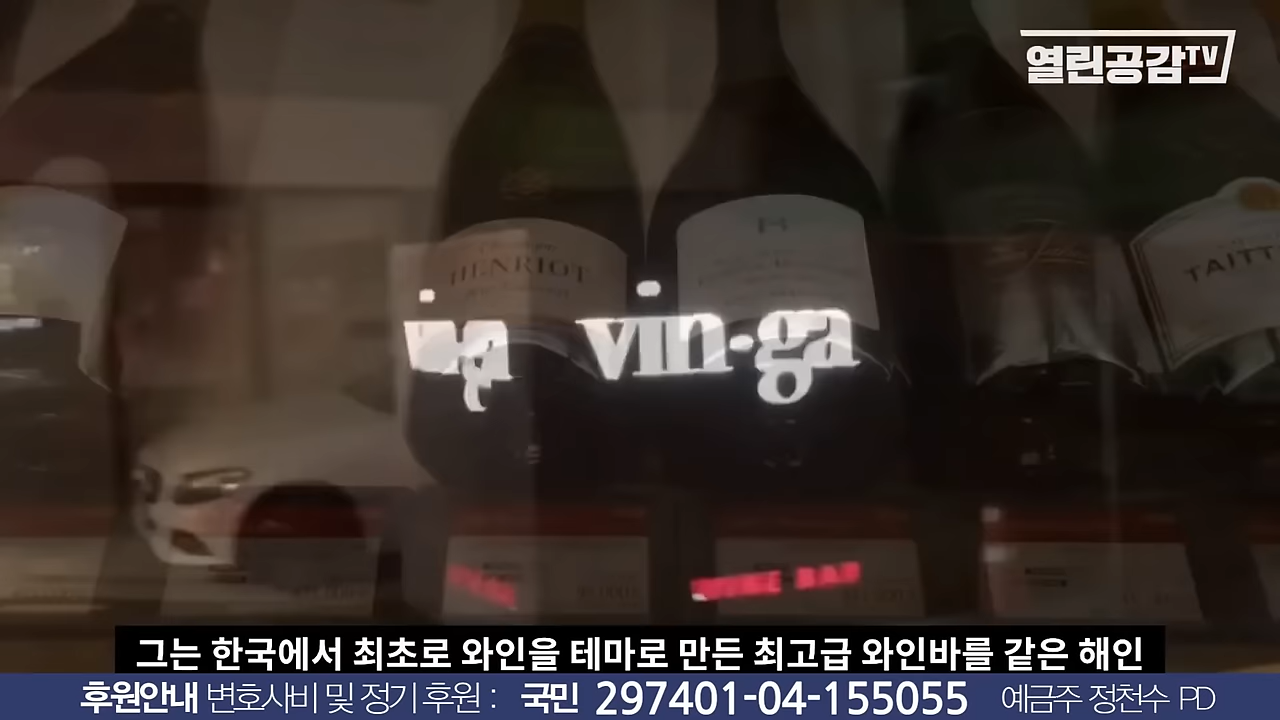 열린공감TV
HENRIOT
TAITT
vin·ga
WINE BAR
그는 한국에서 최초로 와인을 테마로 만든 최고급 와인바를 같은 해인
후원안내 변호사비 및 정기 후원 : 국민 297401-04-155055 예금주 정천수 PD